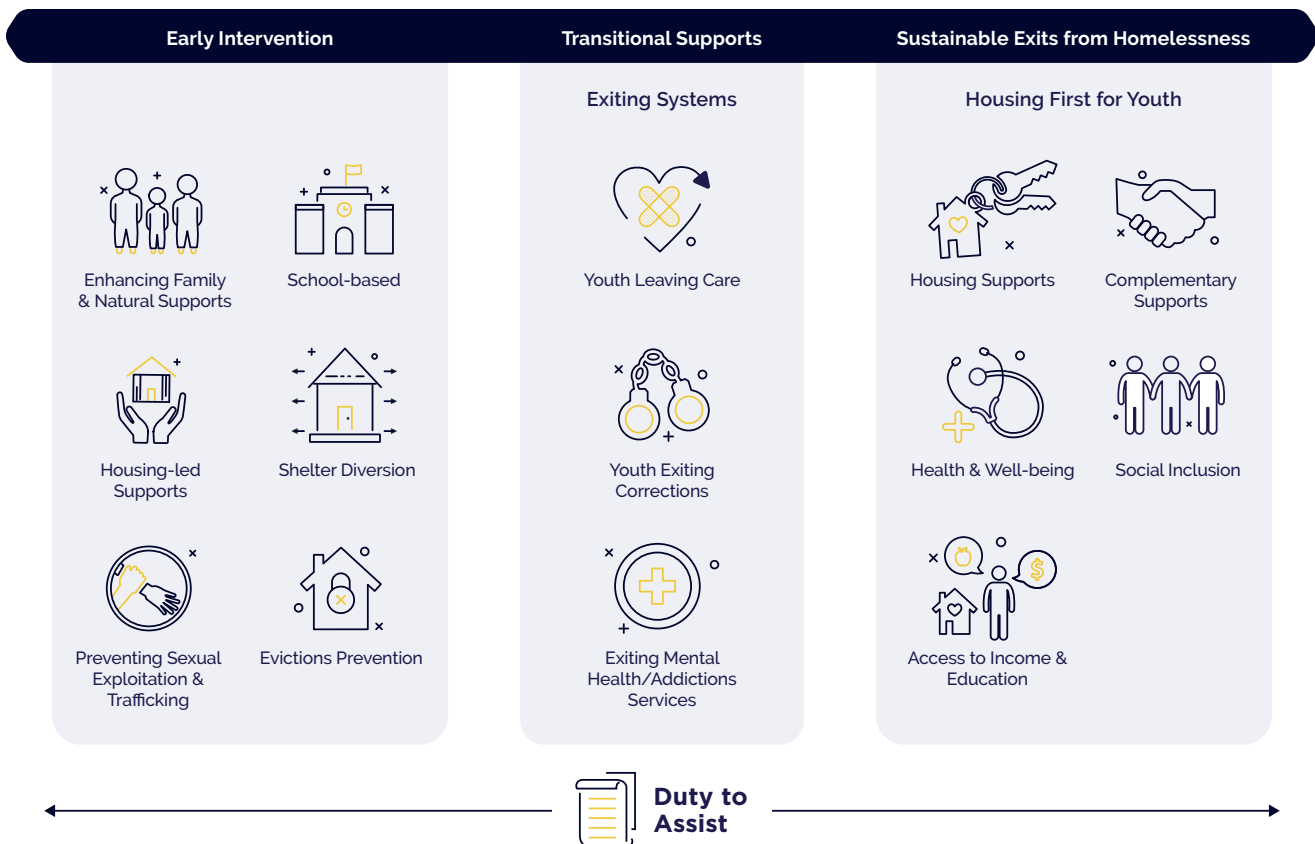 Early Intervention
Transitional Supports
Sustainable Exits from Homelessness
Enhancing Family
& Natural Supports
School-based
Housing-led
Supports
Shelter Diversion
Preventing Sexual
Exploitation &
Trafficking
Evictions Prevention
Exiting Systems
Youth Leaving Care
Youth Exiting
Corrections
Exiting Mental
Health/Addictions
Services
Housing First for Youth
Housing Supports
Complementary
Supports
Health & Well-being
Social Inclusion
Access to Income &
Education
Duty to
Assist